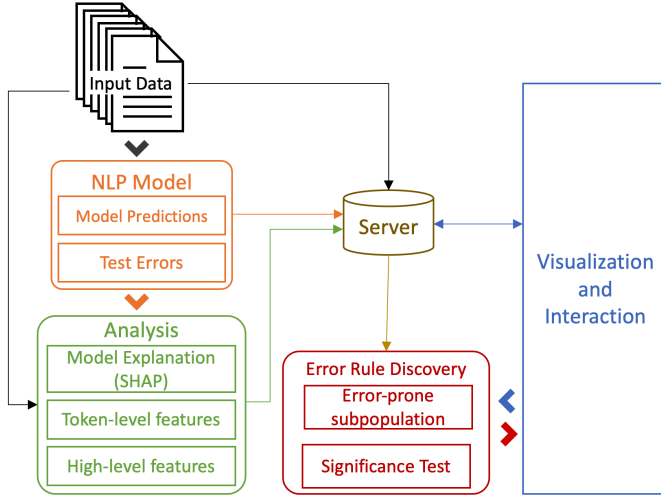 Input Data
NLP Model
Model Predictions
Test Errors
Analysis
Model Explanation
(SHAP)
Token-level features
High-level features
Server
Error Rule Discovery
Error-prone
subpopulation
Significance Test
Visualization
and
Interaction